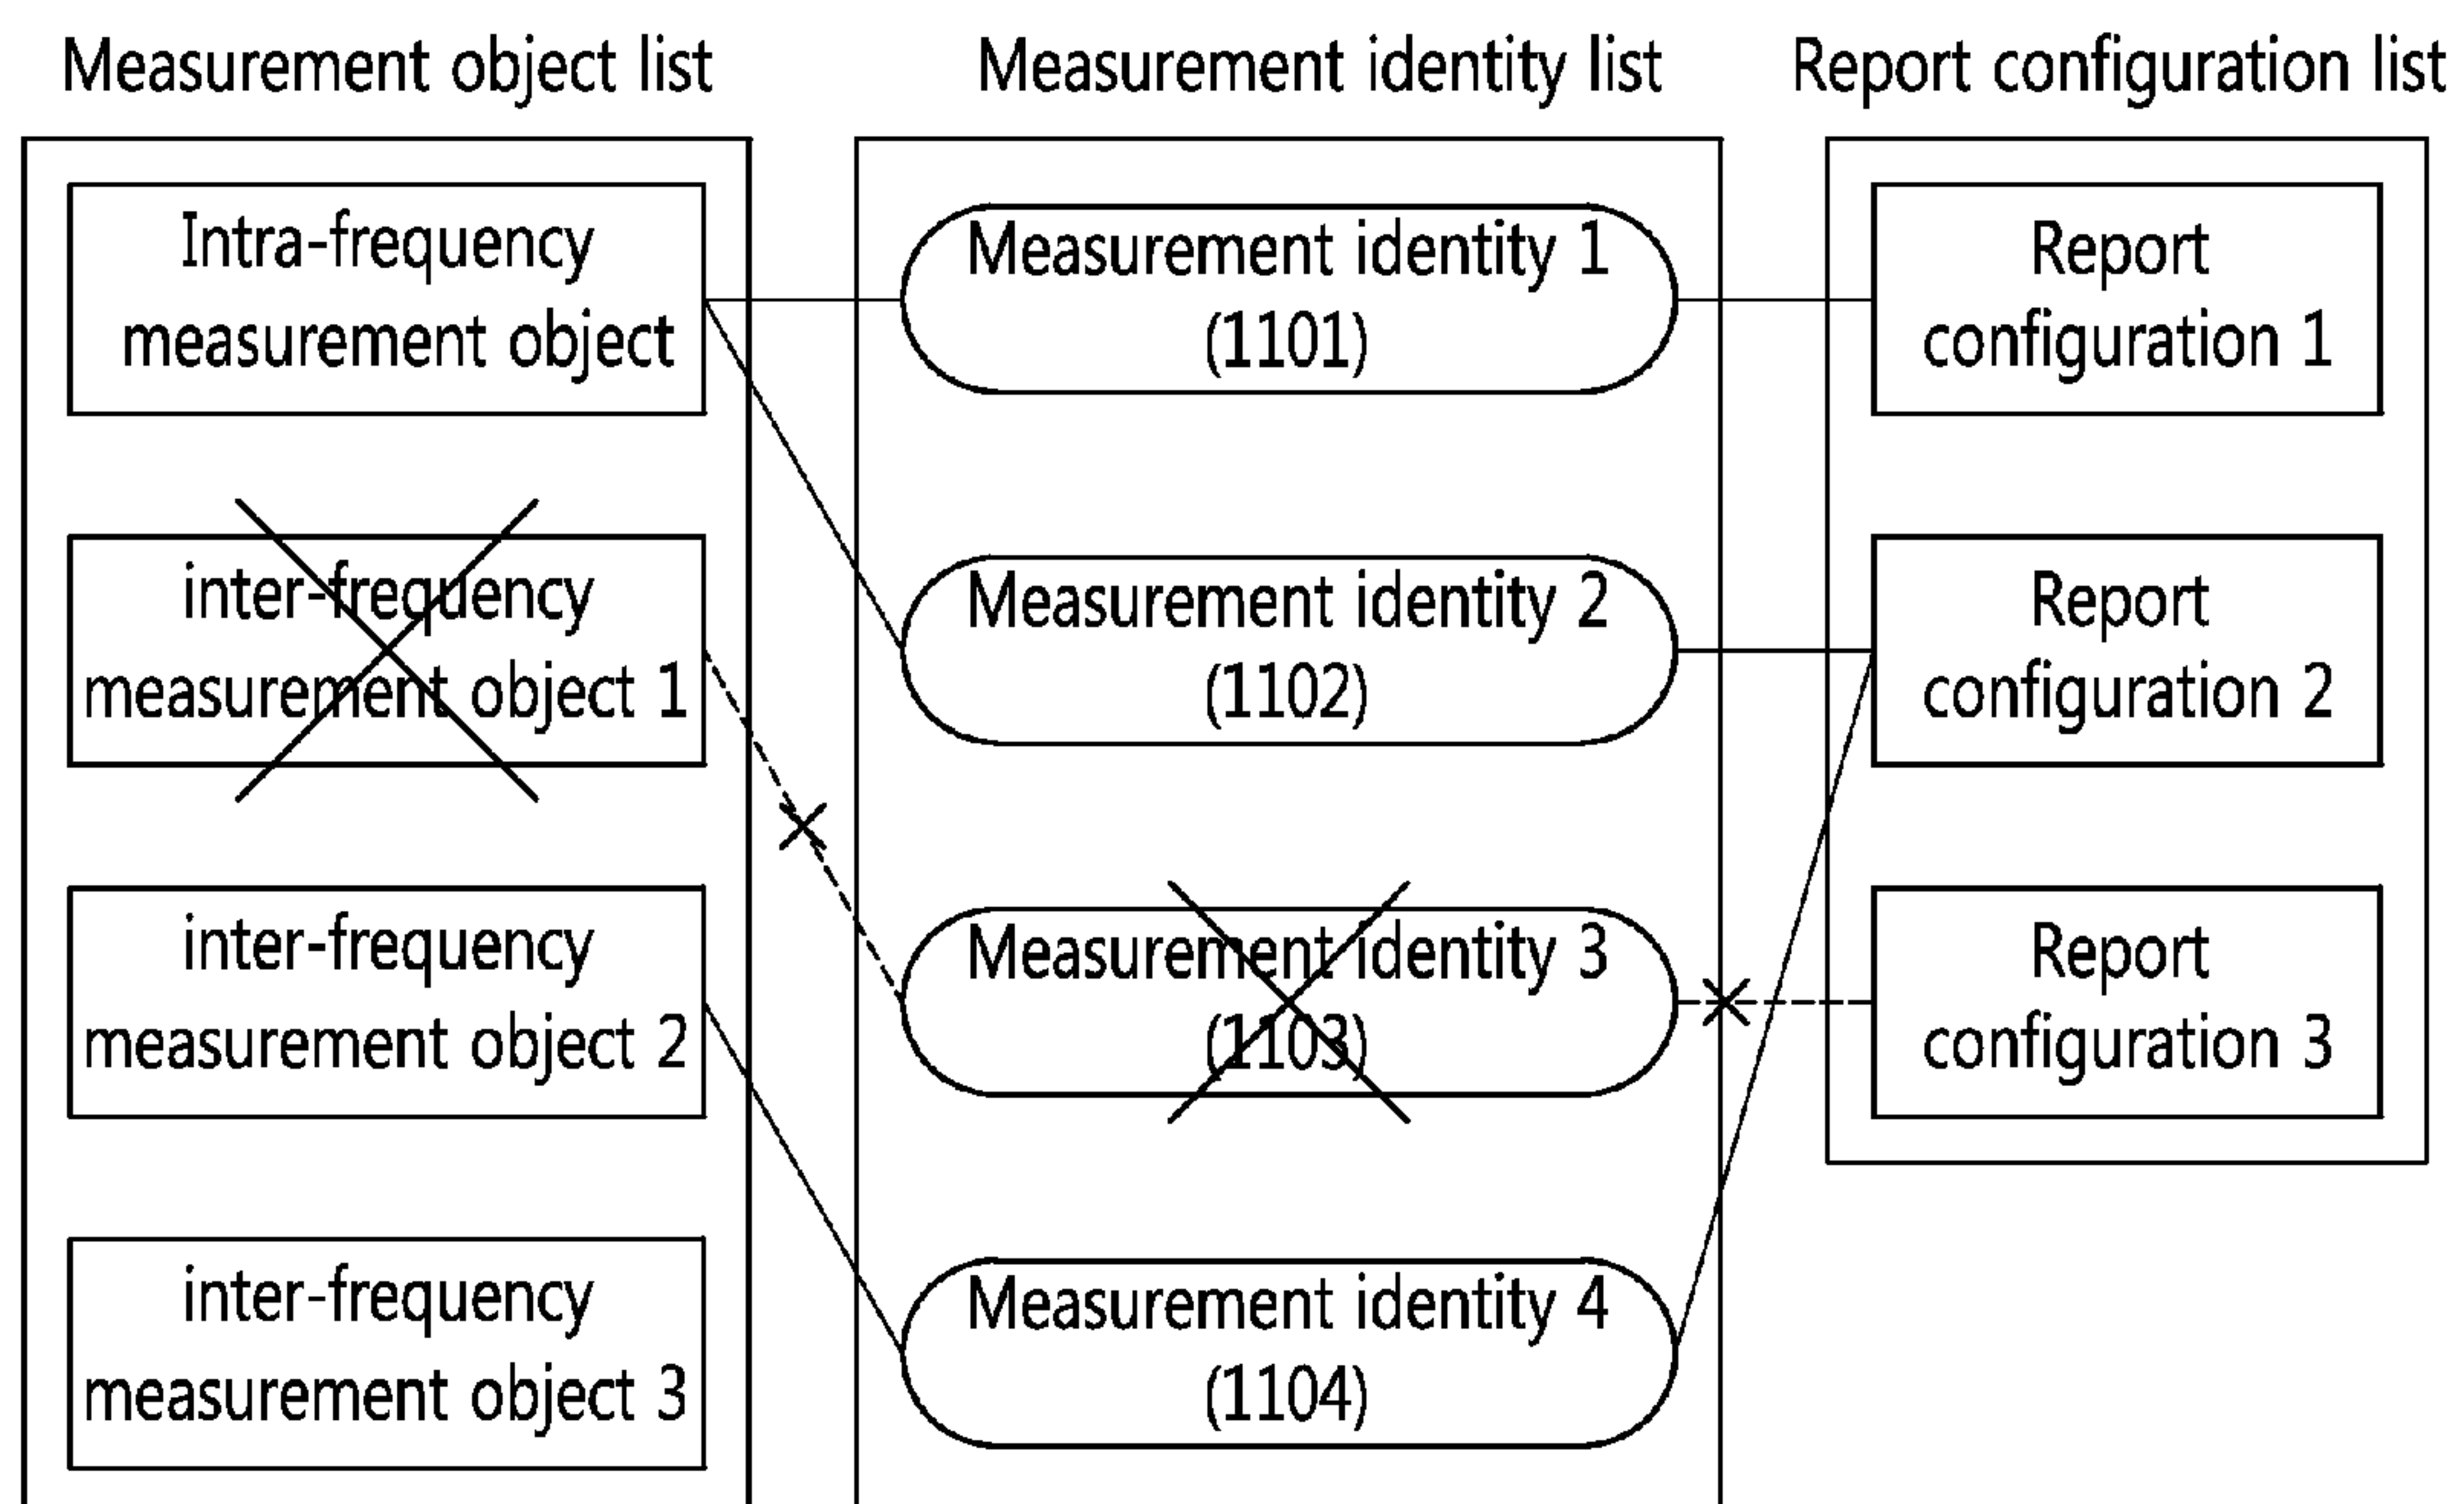 Measurement object list
Measurement identity list
Report configuration list
Intra-frequency
measurement object
Measurement identity 1
(1101)
Report
configuration 1
inter-frequency
measurement object 1
Measurement identity 2
(1102)
Report
configuration 2
inter-frequency
measurement object 2
Measurement identity 3
(1103)
Report
configuration 3
inter-frequency
measurement object 3
Measurement identity 4
(1104)